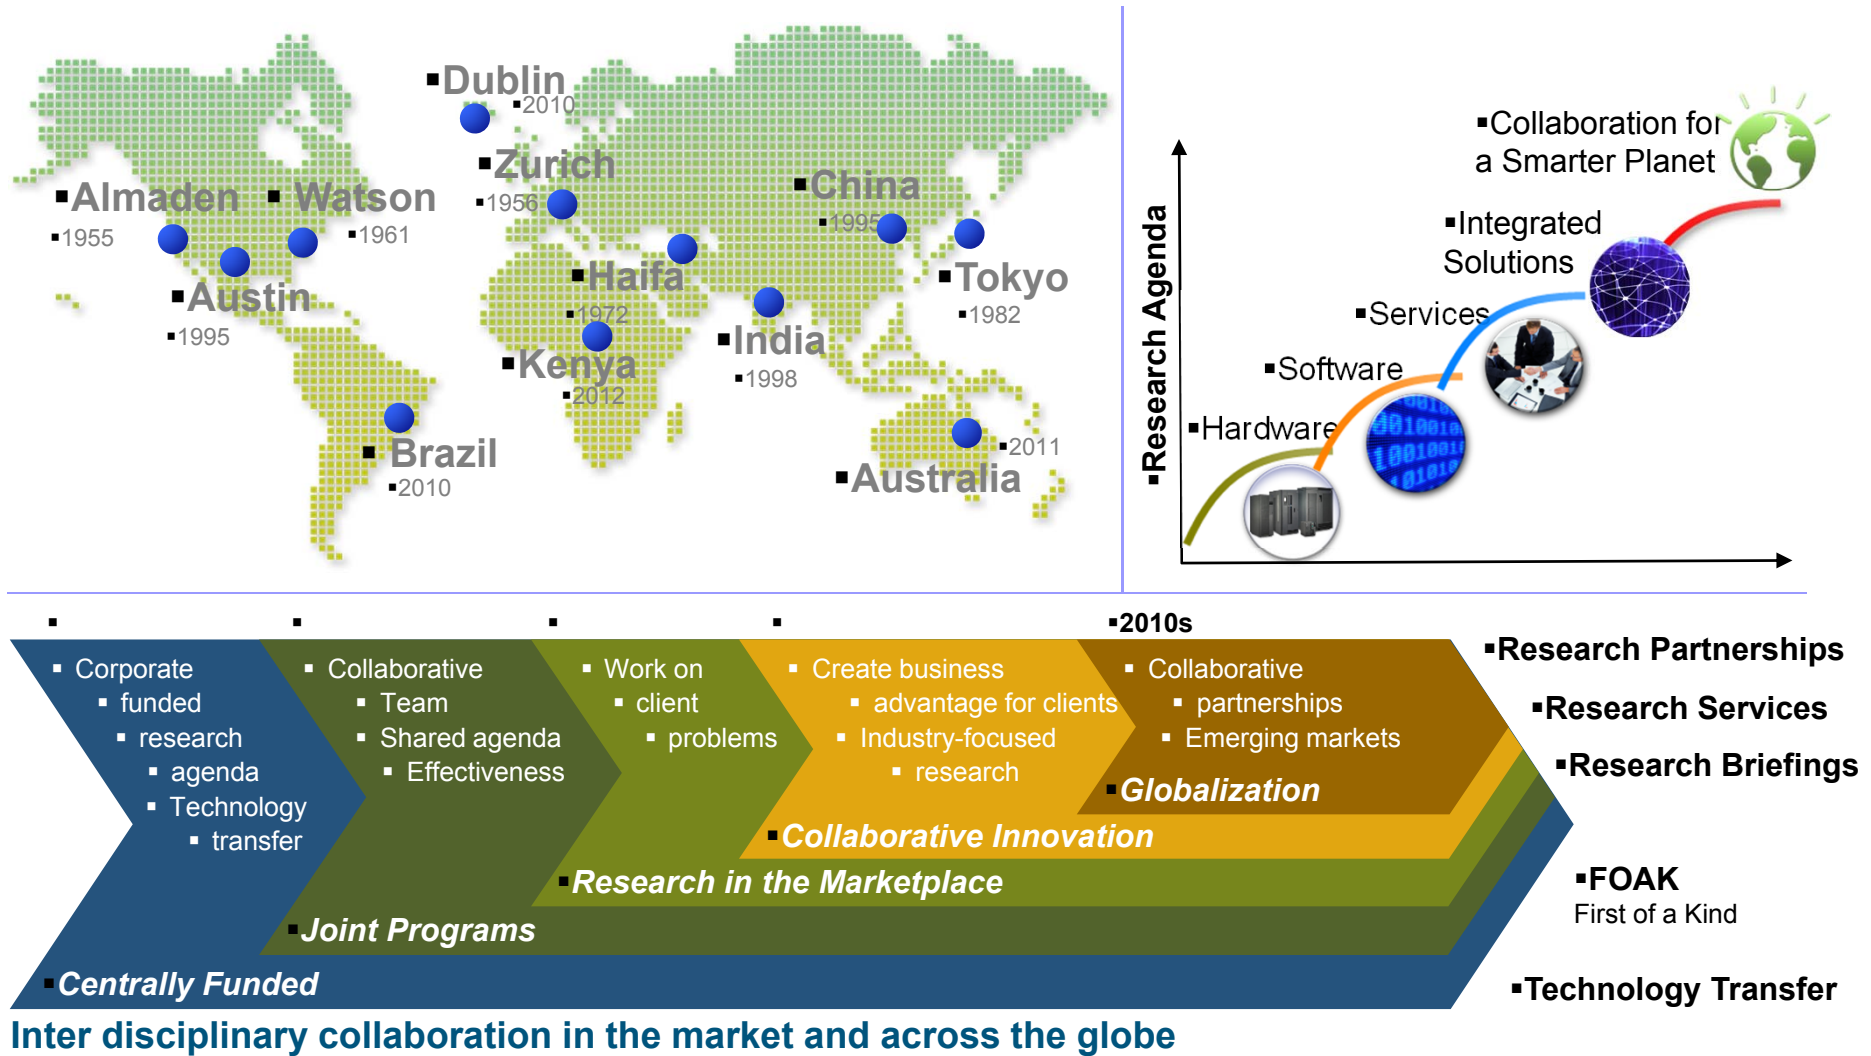 ▪Dublin
▪2010
▪Zurich
▪1956
▪Almaden
▪1955
▪Watson
▪1961
▪Austin
▪1995
▪China
▪1995
▪Haifa
▪1972
▪Tokyo
▪1982
▪Kenya
▪2012
▪India
▪1998
▪Brazil
▪2010
▪2011
▪Australia
▪Research Agenda
▪Collaboration for
a Smarter Planet
▪Integrated
Solutions
▪Services
▪Software
▪Hardware
▪2010s
▪ Corporate
▪ funded
▪ research
▪ agenda
▪ Technology
▪ transfer
▪ Collaborative
▪ Team
▪ Shared agenda
▪ Effectiveness
▪ Work on
▪ client
▪ problems
▪ Create business
▪ advantage for clients
▪ Industry-focused
▪ research
▪ Collaborative
▪ partnerships
▪ Emerging markets
▪Globalization
▪Collaborative Innovation
▪Research in the Marketplace
▪Joint Programs
▪Centrally Funded
▪Research Partnerships
▪Research Services
▪Research Briefings
▪FOAK
First of a Kind
▪Technology Transfer
Inter disciplinary collaboration in the market and across the globe